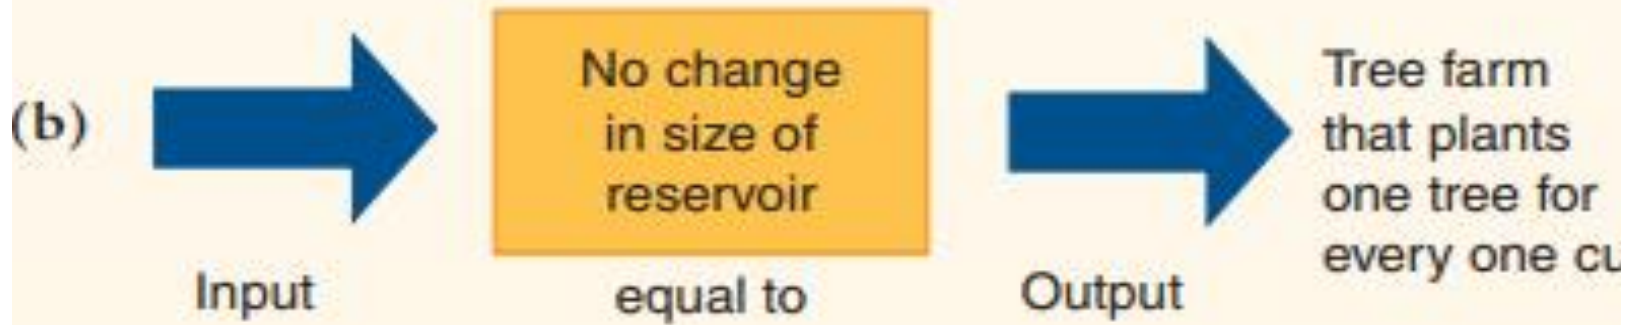 (b)
No change
in size of
reservoir
Input
equal to
Output
Tree farm
that plants
one tree for
every one cu